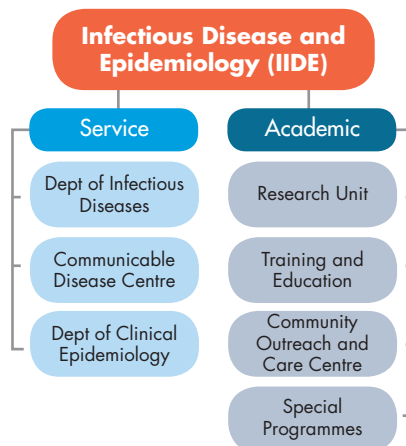 Infectious Disease and
Epidemiology (IIDE)
Service
Academic
Dept of Infectious
Diseases
Communicable
Disease Centre
Dept of Clinical
Epidemiology
Research Unit
Training and
Education
Community
Outreach and
Care Centre
Special
Programmes